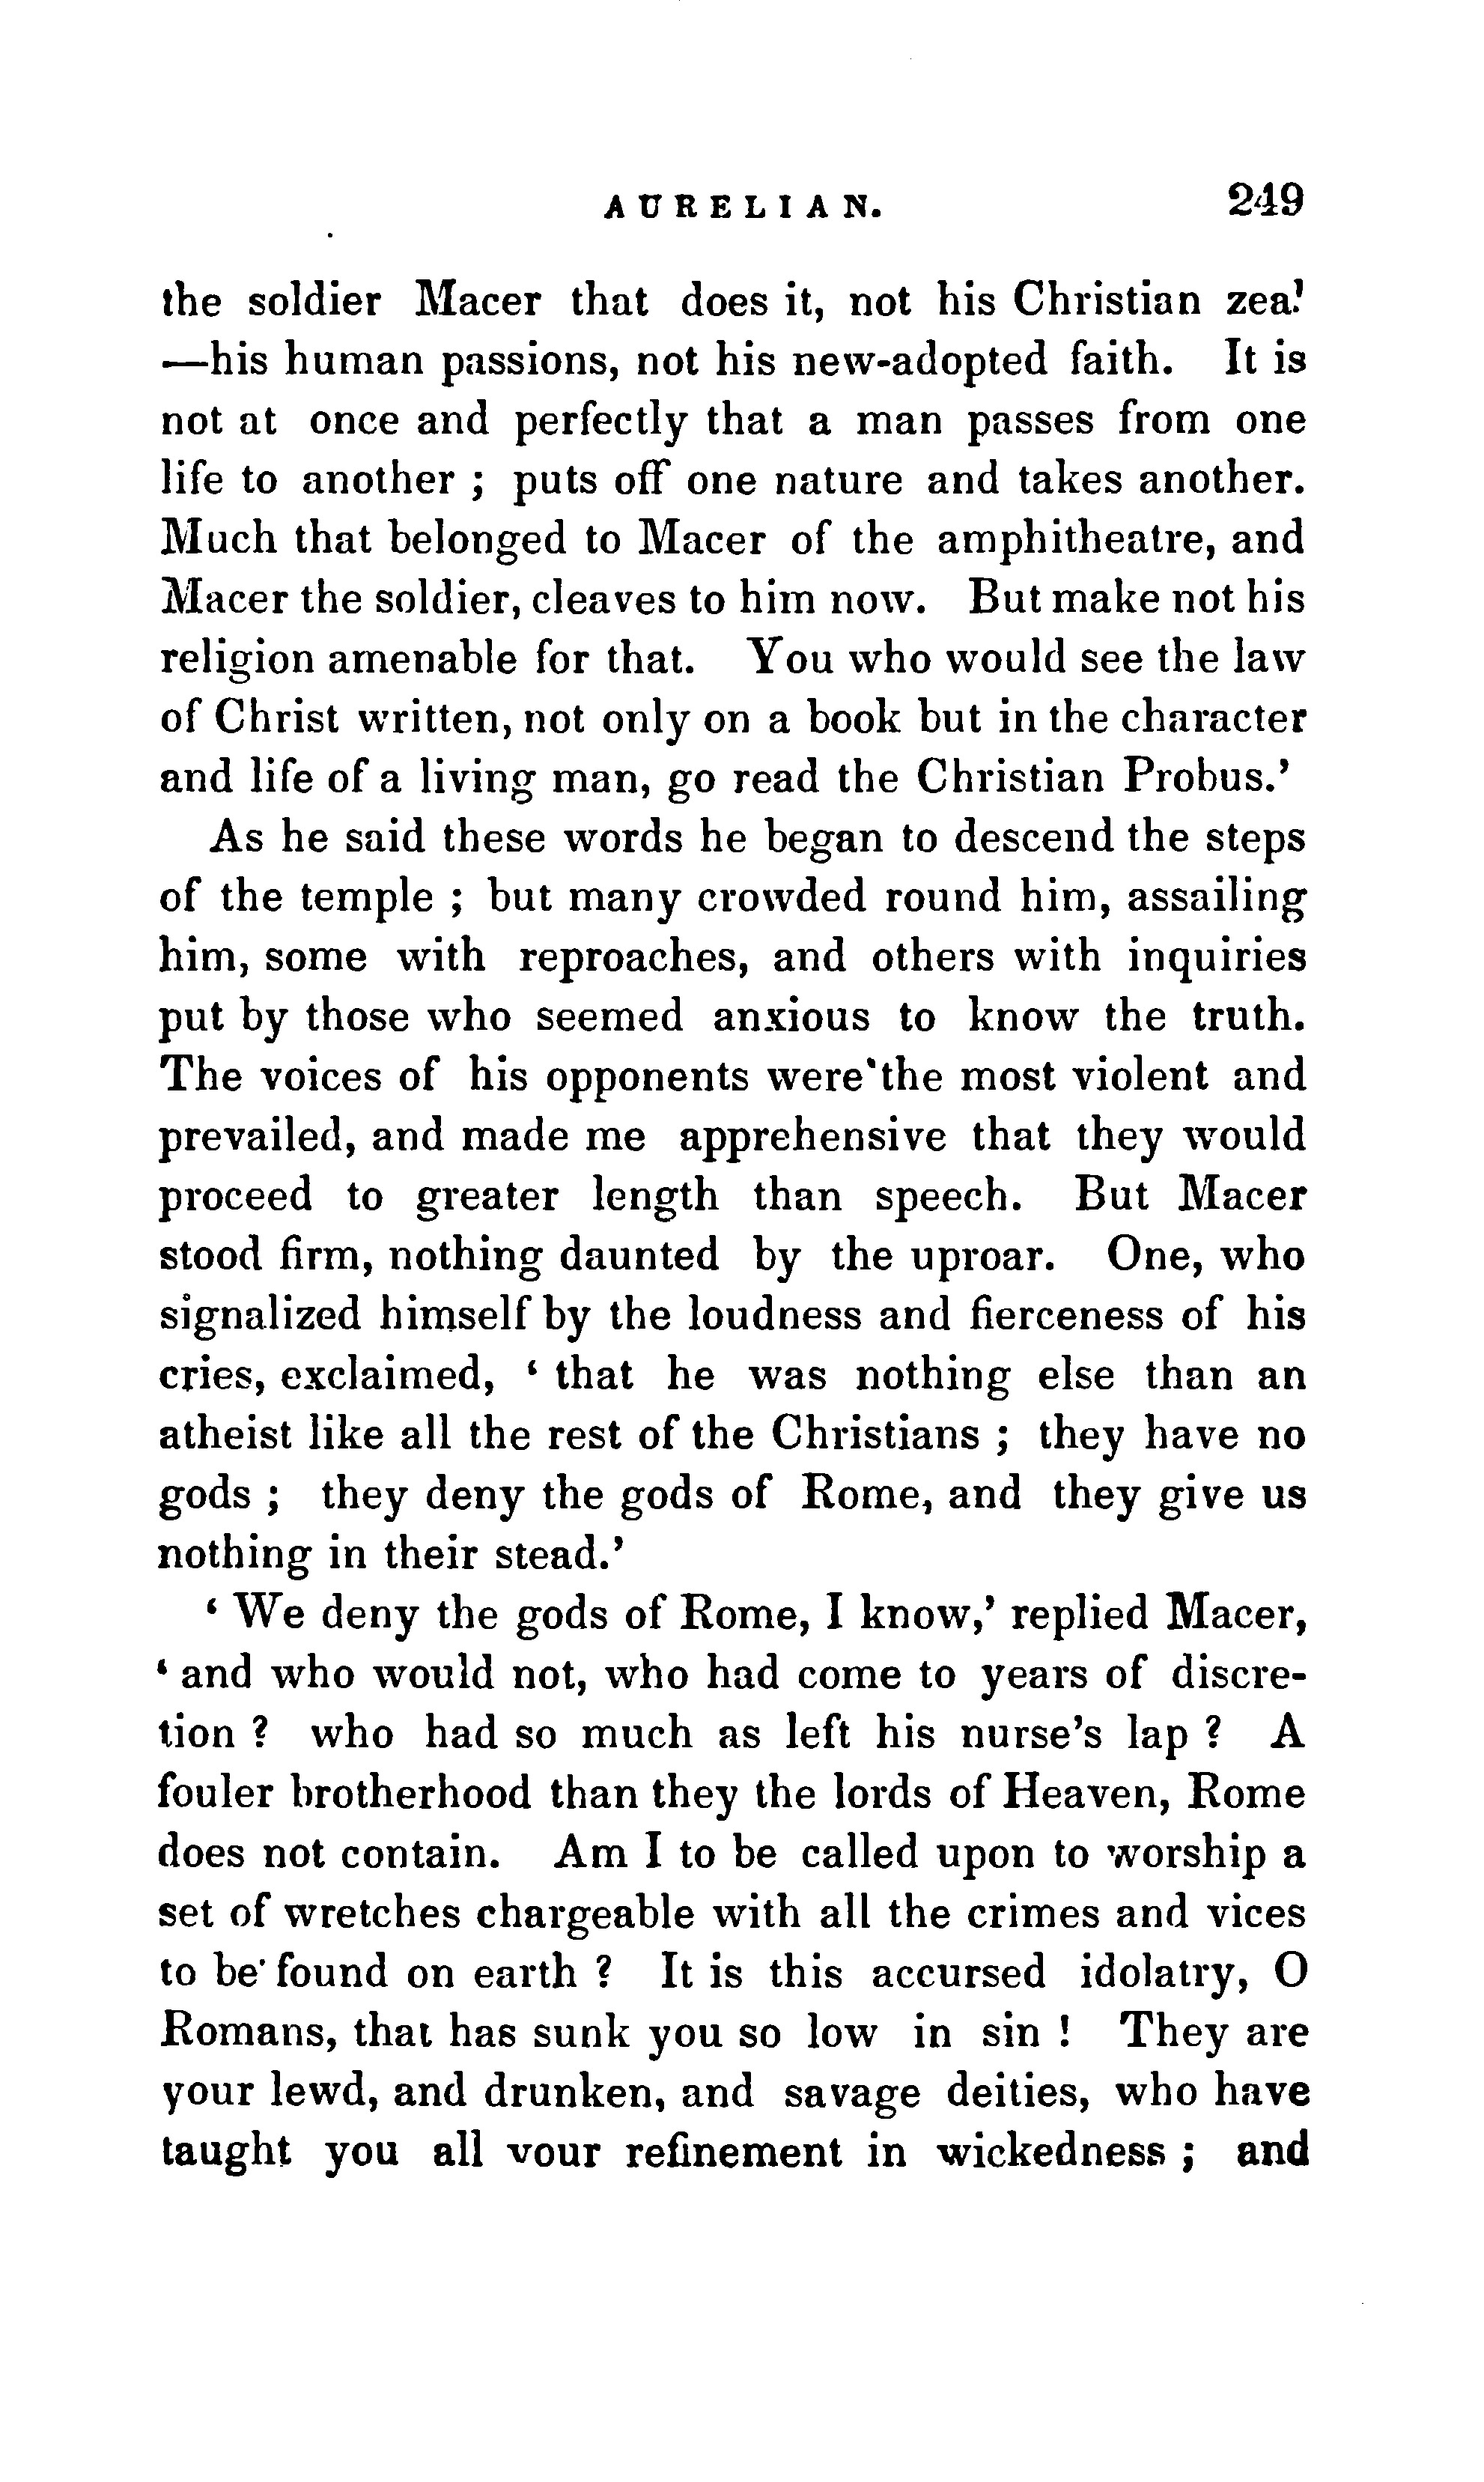 AURELIAN. 249
the soldier Macer that does it, not his Christian zeal
—his human passions, not his new-adopted faith. It is
not at once and perfectly that a man passes from one
life to another ; puts off one nature and takes another.
Much that belonged to Macer of the amphitheatre, and
Macer the soldier, cleaves to him now. But make not his
religion amenable for that. You who would see the law
of Christ written, not only on a book but in the character
and life of a living man, go read the Christian Probus.’
As he said these words he began to descend the steps
of the temple ; but many crowded round him, assailing
him, some with reproaches, and others with inquiries
put by those who seemed anxious to know the truth.
The voices of his opponents were the most violent and
prevailed, and made me apprehensive that they would
proceed to greater length than speech. But Macer
stood firm, nothing daunted by the uproar. One, who
signalized himself by the loudness and fierceness of his
cries, exclaimed, ‘ that he was nothing else than an
atheist like all the rest of the Christians ; they have no
gods ; they deny the gods of Rome, and they give us
nothing in their stead.’
‘ We deny the gods of Rome, I know,’ replied Macer,
‘ and who would not, who had come to years of discre-
tion ? who had so much as left his nurse’s lap ? A
fouler brotherhood than they the lords of Heaven, Rome
does not contain. Am I to be called upon to worship a
set of wretches chargeable with all the crimes and vices
to be found on earth ? It is this accursed idolatry, O
Romans, that has sunk you so low in sin ! They are
your lewd, and drunken, and savage deities, who have
taught you all your refinement in wickedness ; and